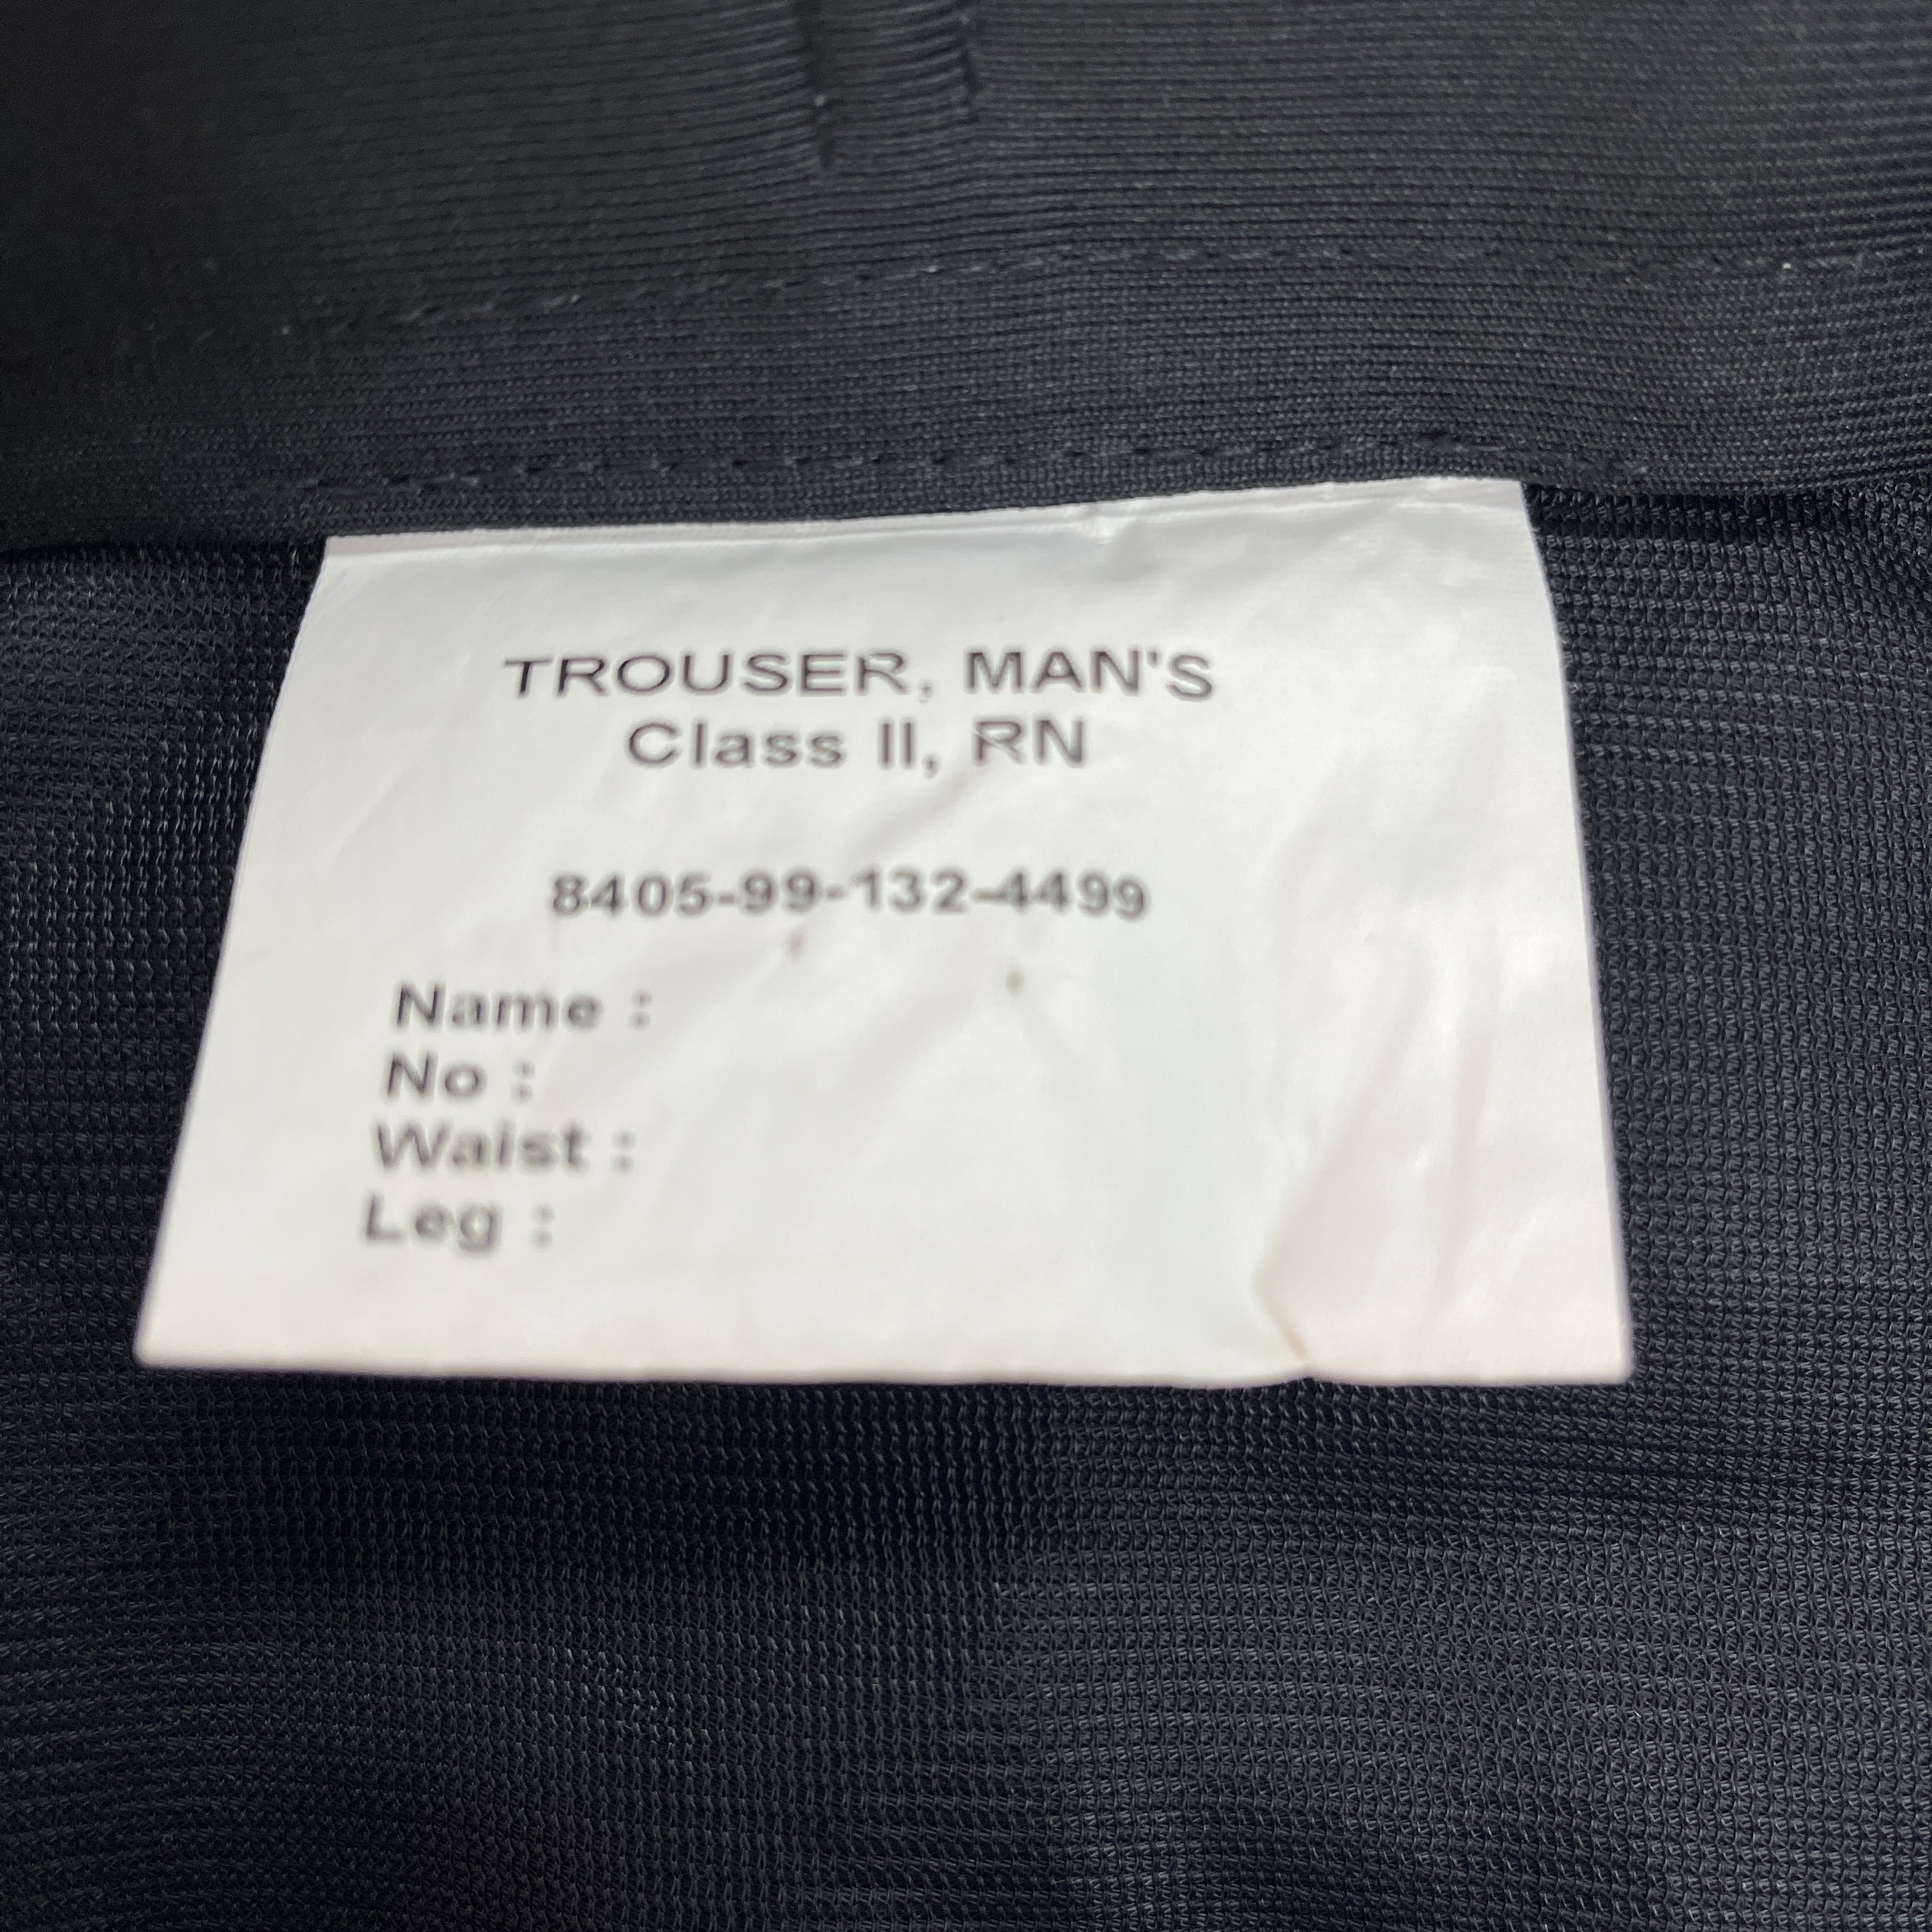 TROUSER, MAN'S
Class II, RN
8405-99-132-4499
Name :
No :
Waist :
Leg :